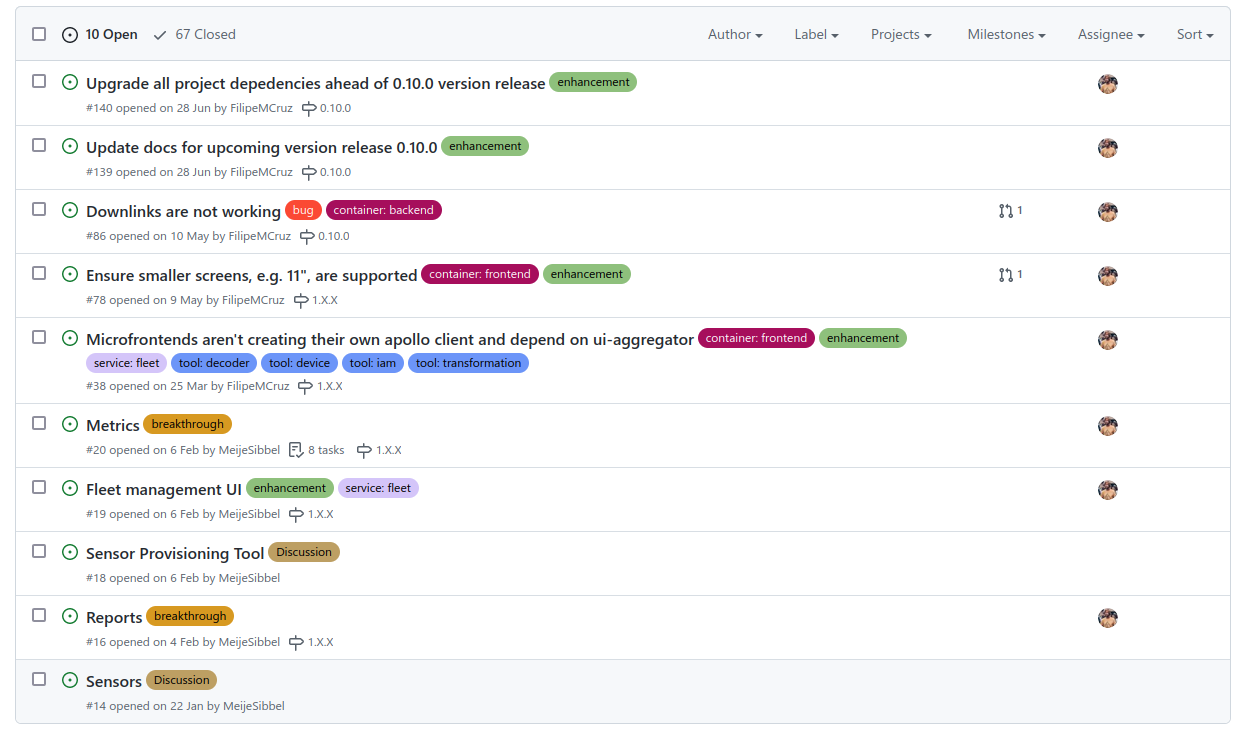 10 Open 67 Closed Author Label Projects Milestones Assignee Sort
Upgrade all project depedencies ahead of 0.10.0 version release enhancement
#140 opened on 28 Jun by FilipeMCruz 0.10.0
Update docs for upcoming version release 0.10.0 enhancement
#139 opened on 28 Jun by FilipeMCruz 0.10.0
Downlinks are not working bug container: backend 1
#86 opened on 10 May by FilipeMCruz 0.10.0
Ensure smaller screens, e.g. 11", are supported container: frontend enhancement 1
#78 opened on 9 May by FilipeMCruz 1.X.X
Microfrontends aren't creating their own apollo client and depend on ui-aggregator container: frontend enhancement
service: fleet tool: decoder tool: device tool: iam tool: transformation
#38 opened on 25 Mar by FilipeMCruz 1.X.X
Metrics breakthrough
#20 opened on 6 Feb by MeijeSibbel 8 tasks 1.X.X
Fleet management UI enhancement service: fleet
#19 opened on 6 Feb by MeijeSibbel 1.X.X
Sensor Provisioning Tool Discussion
#18 opened on 6 Feb by MeijeSibbel
Reports breakthrough
#16 opened on 4 Feb by MeijeSibbel 1.X.X
Sensors Discussion
#14 opened on 22 Jan by MeijeSibbel